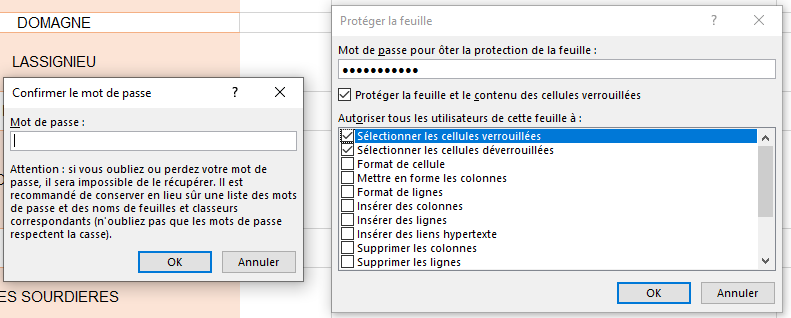 DOMAGNE
LASSIGNIEU
ES SOURDIERES
Confirmer le mot de passe
?
Mot de passe :
Attention : si vous oubliez ou perdez votre mot de
passe, il sera impossible de le récupérer. Il est
recommandé de conserver en lieu sûr une liste des mots
de passe et des noms de feuilles et classeurs
correspondants (n'oubliez pas que les mots de passe
respectent la casse).
OK Annuler
Protéger la feuille
?
Mot de passe pour ôter la protection de la feuille :
●●●●●●●●●●●
Protéger la feuille et le contenu des cellules verrouillées
Autoriser tous les utilisateurs de cette feuille à :
Sélectionner les cellules verrouillées
Sélectionner les cellules déverrouillées
Format de cellule
Mettre en forme les colonnes
Format de lignes
Insérer des colonnes
Insérer des lignes
Insérer des liens hypertexte
Supprimer les colonnes
Supprimer les lignes
OK Annuler